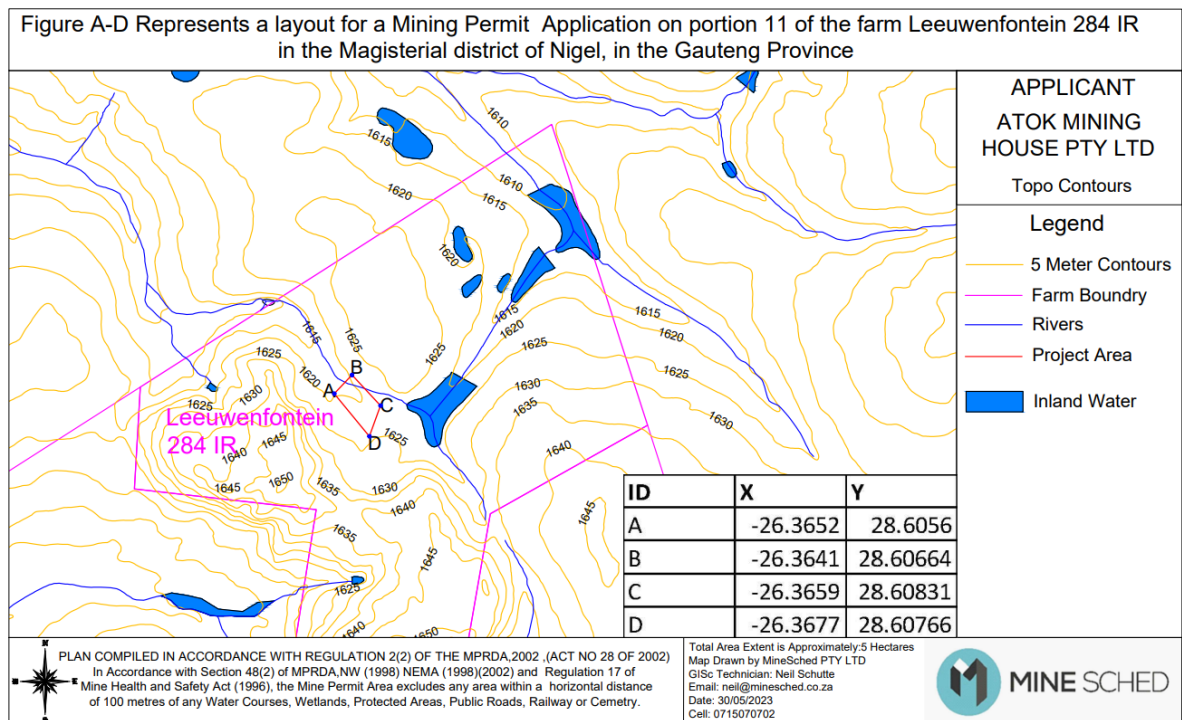 Figure A-D Represents a layout for a Mining Permit Application on portion 11 of the farm Leeuwenfontein 284 IR
in the Magisterial district of Nigel, in the Gauteng Province
APPLICANT
ATOK MINING
HOUSE PTY LTD
Topo Contours
Legend
5 Meter Contours
Farm Boundry
Rivers
Project Area
Inland Water
1610
1615
1620
1610
1615
1620
1615
1620
1625
1615
1620
1615
1620
1625
1625
1625
1620
B
A
C
D
1625
1630
1625
1630
1635
1630
1640
1645
Leeuwenfontein
284 IR
1645
1640
1650
1645
1635
1630
1640
1635
1645
1625
1640
1650
ID X Y
A -26.3652 28.6056
B -26.3641 28.60664
C -26.3659 28.60831
D -26.3677 28.60766
PLAN COMPILED IN ACCORDANCE WITH REGULATION 2(2) OF THE MPRDA,2002 ,(ACT NO 28 OF 2002)
In Accordance with Section 48(2) of MPRDA,NW (1998) NEMA (1998)(2002) and Regulation 17 of
Mine Health and Safety Act (1996), the Mine Permit Area excludes any area within a horizontal distance
of 100 metres of any Water Courses, Wetlands, Protected Areas, Public Roads, Railway or Cemetry.
Total Area Extent is Approximately:5 Hectares
Map Drawn by MineSched PTY LTD
GISc Technician: Neil Schutte
Email: neil@minesched.co.za
Date: 30/05/2023
Cell: 0715070702
MINE SCHED